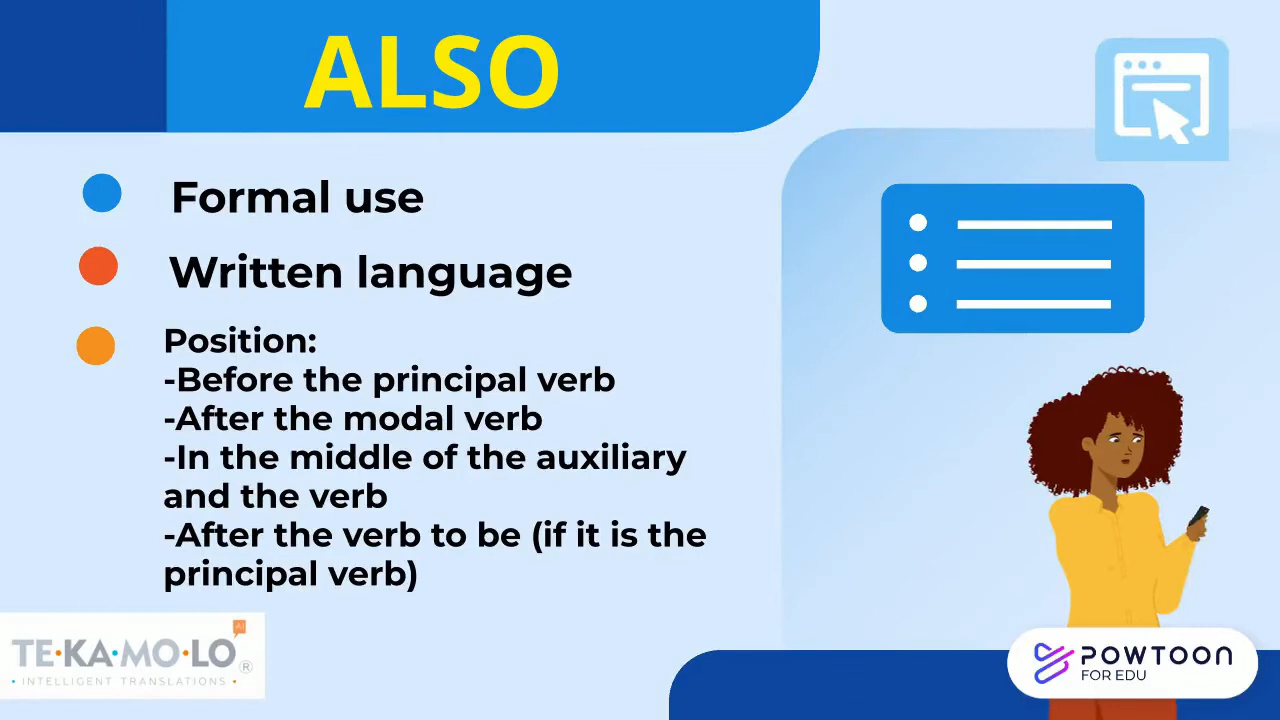 ALSO
Formal use
Written language
Position:
-Before the principal verb
-After the modal verb
-In the middle of the auxiliary
and the verb
-After the verb to be (if it is the
principal verb)
AI
TE·KA·MO·LO®
· INTELLIGENT TRANSLATIONS ·
POWTOON
FOR EDU